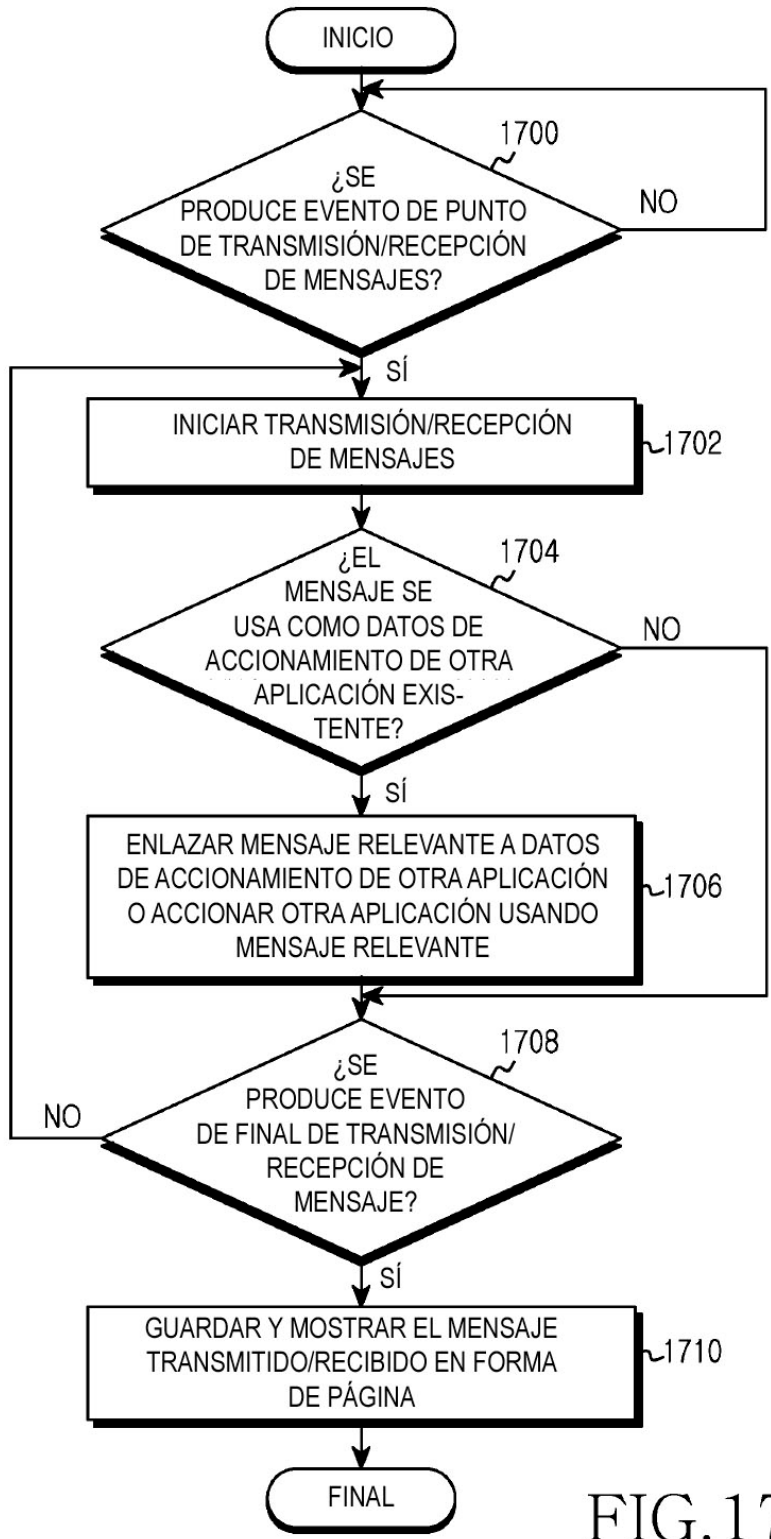 INICIO
1700
¿SE
PRODUCE EVENTO DE PUNTO
DE TRANSMISIÓN/RECEPCIÓN
DE MENSAJES?
NO
SÍ
INICIAR TRANSMISIÓN/RECEPCIÓN
DE MENSAJES
1702
1704
¿EL
MENSAJE SE
USA COMO DATOS DE
ACCIONAMIENTO DE OTRA
APLICACIÓN EXIS-
TENTE?
NO
SÍ
ENLAZAR MENSAJE RELEVANTE A DATOS
DE ACCIONAMIENTO DE OTRA APLICACIÓN
O ACCIONAR OTRA APLICACIÓN USANDO
MENSAJE RELEVANTE
1706
1708
¿SE
PRODUCE EVENTO
DE FINAL DE TRANSMISIÓN/
RECEPCIÓN DE
MENSAJE?
NO
SÍ
GUARDAR Y MOSTRAR EL MENSAJE
TRANSMITIDO/RECIBIDO EN FORMA
DE PÁGINA
1710
FINAL
FIG.17